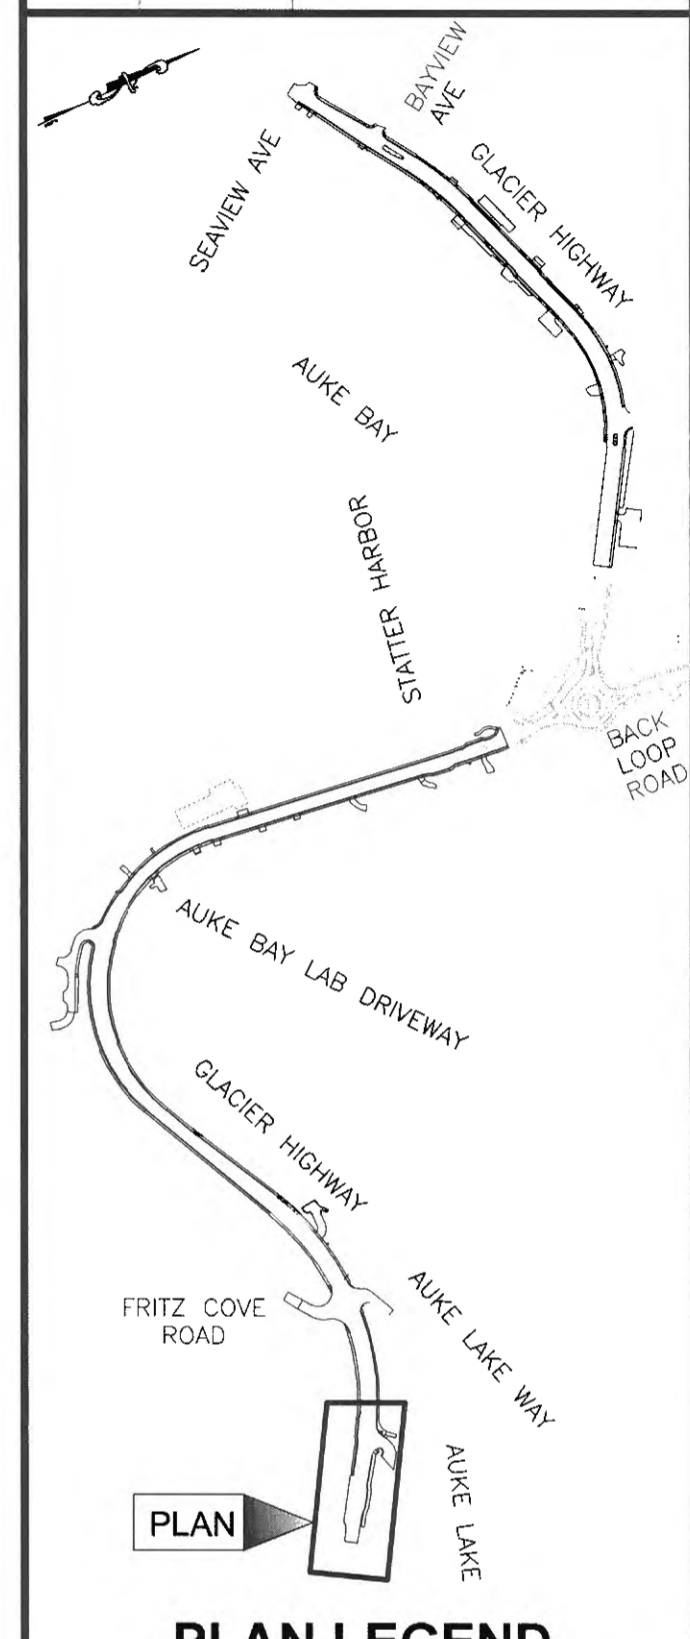 BAYVIEW
AVE
SEAVIEW AVE
GLACIER HIGHWAY
AUKE BAY
STATTER HARBOR
BACK
LOOP
ROAD
AUKE BAY LAB DRIVEWAY
GLACIER HIGHWAY
FRITZ COVE
ROAD
AUKE LAKE WAY
AUKE LAKE
PLAN
PLAN LEGEND